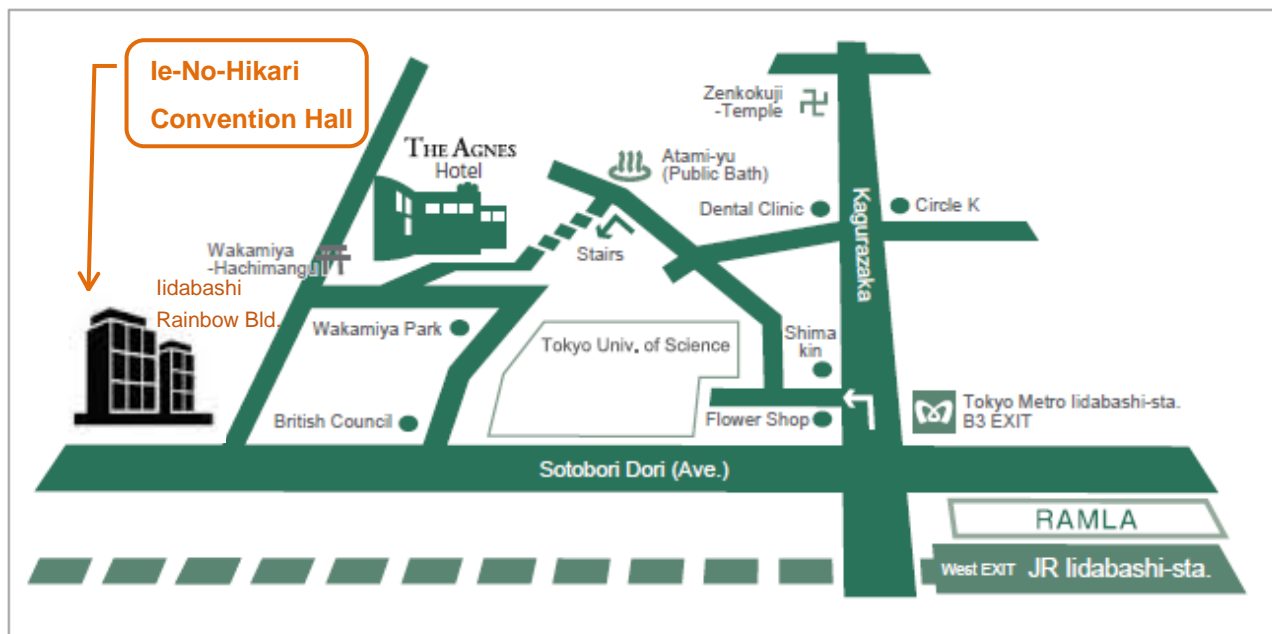 Ie-No-Hikari
Convention Hall
THE AGNES
Hotel
Zenkokuji
-Temple
卍
Atami-yu
(Public Bath)
Dental Clinic
Circle K
Kagurazaka
Stairs
Wakamiya
-Hachimangu
Iidabashi
Rainbow Bld.
Wakamiya Park
Tokyo Univ. of Science
Shima
kin
British Council
Flower Shop
Tokyo Metro Iidabashi-sta.
B3 EXIT
Sotobori Dori (Ave.)
RAMLA
West EXIT JR Iidabashi-sta.